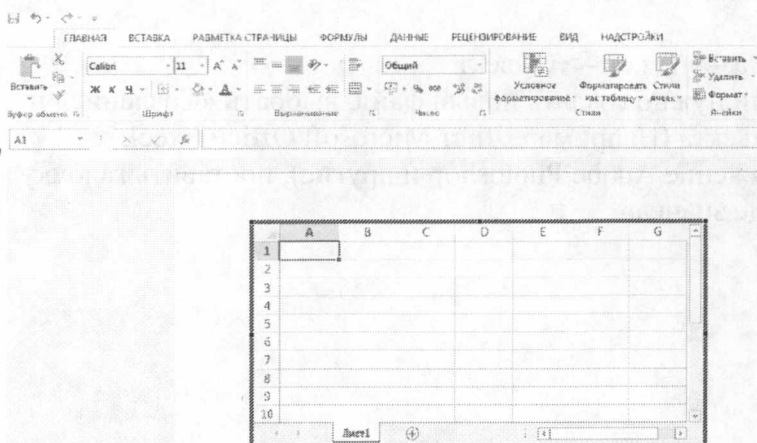 ГЛАВНАЯ ВСТАВКА РАЗМЕТКА СТРАНИЦЫ ФОРМУЛЫ ДАННЫЕ РЕЦЕНЗИРОВАНИЕ ВИД НАДСТРОЙКИ
Calibri 11 A A Общий Вставить
Вставить Ж К Ч A % 000 Условное Форматировать Стили Удалить
форматирование как таблицу ячеек Формат
Буфер обмена Шрифт Выравнивание Число Стили Ячейки
A1 fx
A B C D E F G
1
2
3
4
5
6
7
8
9
10
Лист1